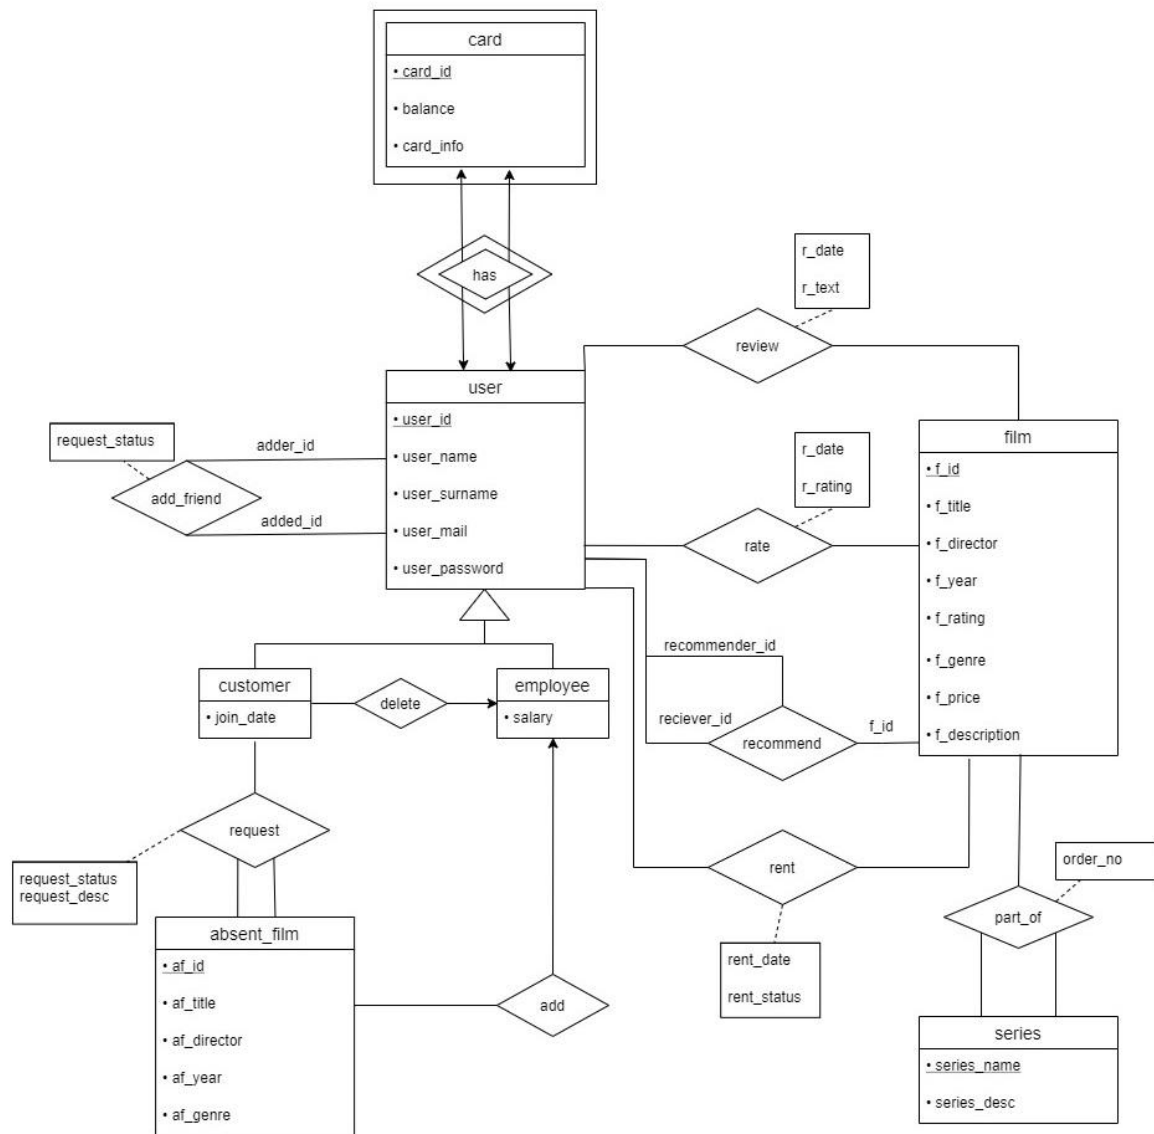 card
• card_id
• balance
• card_info
has
r_date
r_text
review
user
• user_id
• user_name
• user_surname
• user_mail
• user_password
request_status
adder_id
add_friend
added_id
film
• f_id
• f_title
• f_director
• f_year
• f_rating
• f_genre
• f_price
• f_description
r_date
r_rating
rate
recommender_id
reciever_id
recommend
f_id
customer
• join_date
delete
employee
• salary
request
request_status
request_desc
rent
rent_date
rent_status
order_no
part_of
absent_film
• af_id
• af_title
• af_director
• af_year
• af_genre
add
series
• series_name
• series_desc